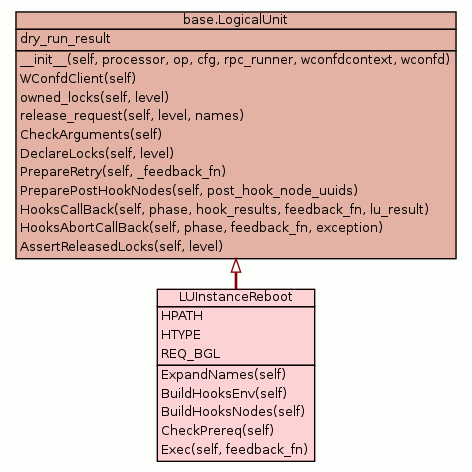 base.LogicalUnit
dry_run_result
__init__(self, processor, op, cfg, rpc_runner, wconfdcontext, wconfd)
WConfdClient(self)
owned_locks(self, level)
release_request(self, level, names)
CheckArguments(self)
DeclareLocks(self, level)
PrepareRetry(self, _feedback_fn)
PreparePostHookNodes(self, post_hook_node_uuids)
HooksCallBack(self, phase, hook_results, feedback_fn, lu_result)
HooksAbortCallBack(self, phase, feedback_fn, exception)
AssertReleasedLocks(self, level)
LUInstanceReboot
HPATH
HTYPE
REQ_BGL
ExpandNames(self)
BuildHooksEnv(self)
BuildHooksNodes(self)
CheckPrereq(self)
Exec(self, feedback_fn)